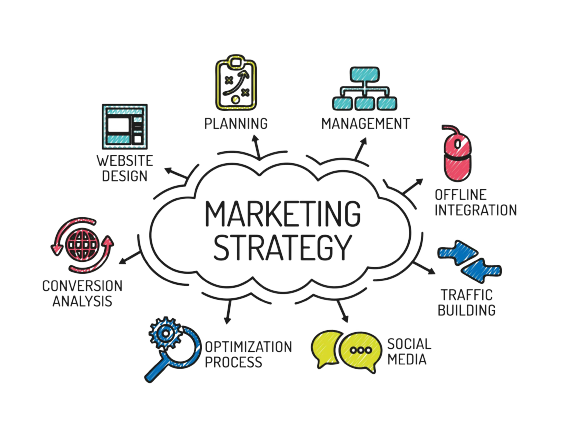 PLANNING
MANAGEMENT
WEBSITE
DESIGN
OFFLINE
INTEGRATION
MARKETING
STRATEGY
CONVERSION
ANALYSIS
TRAFFIC
BUILDING
OPTIMIZATION
PROCESS
SOCIAL
MEDIA